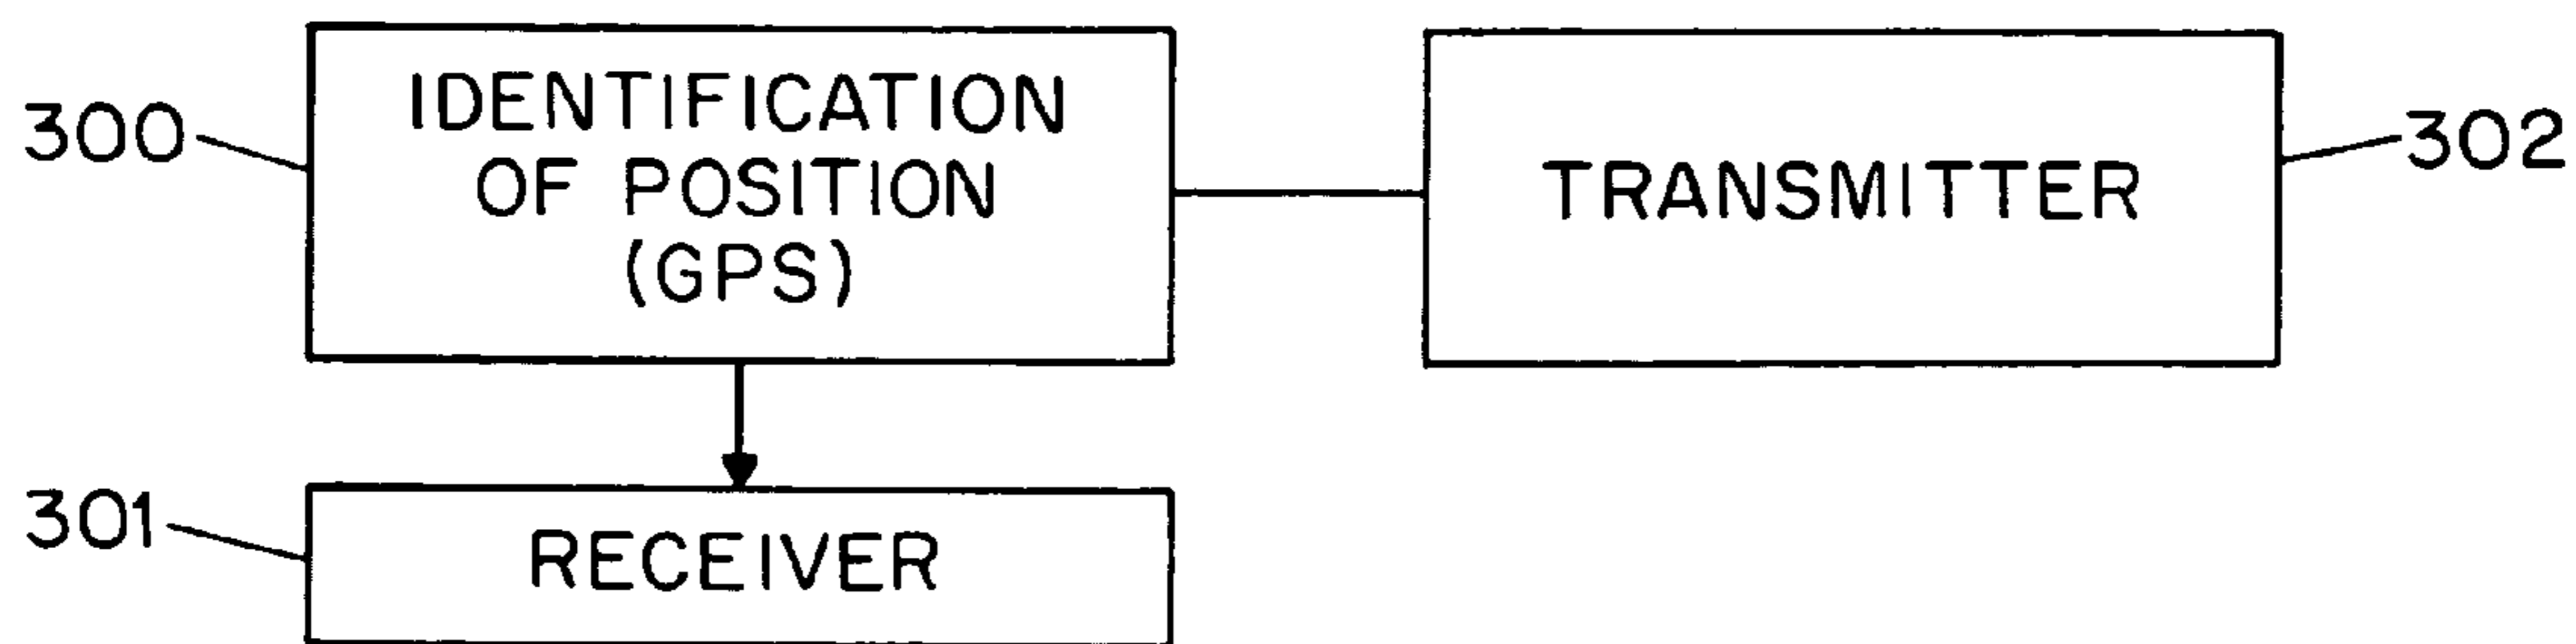 300
IDENTIFICATION
OF POSITION
(GPS)
TRANSMITTER
302
301
RECEIVER